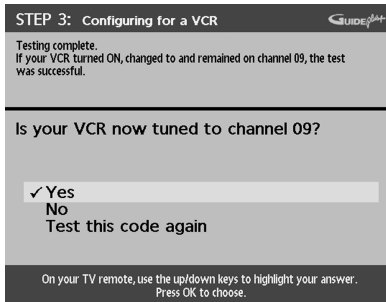 STEP 3: Configuring for a VCR
GUIDE Plus+
Testing complete.
If your VCR turned ON, changed to and remained on channel 09, the test
was successful.
Is your VCR now tuned to channel 09?
✓ Yes
No
Test this code again
On your TV remote, use the up/down keys to highlight your answer.
Press OK to choose.